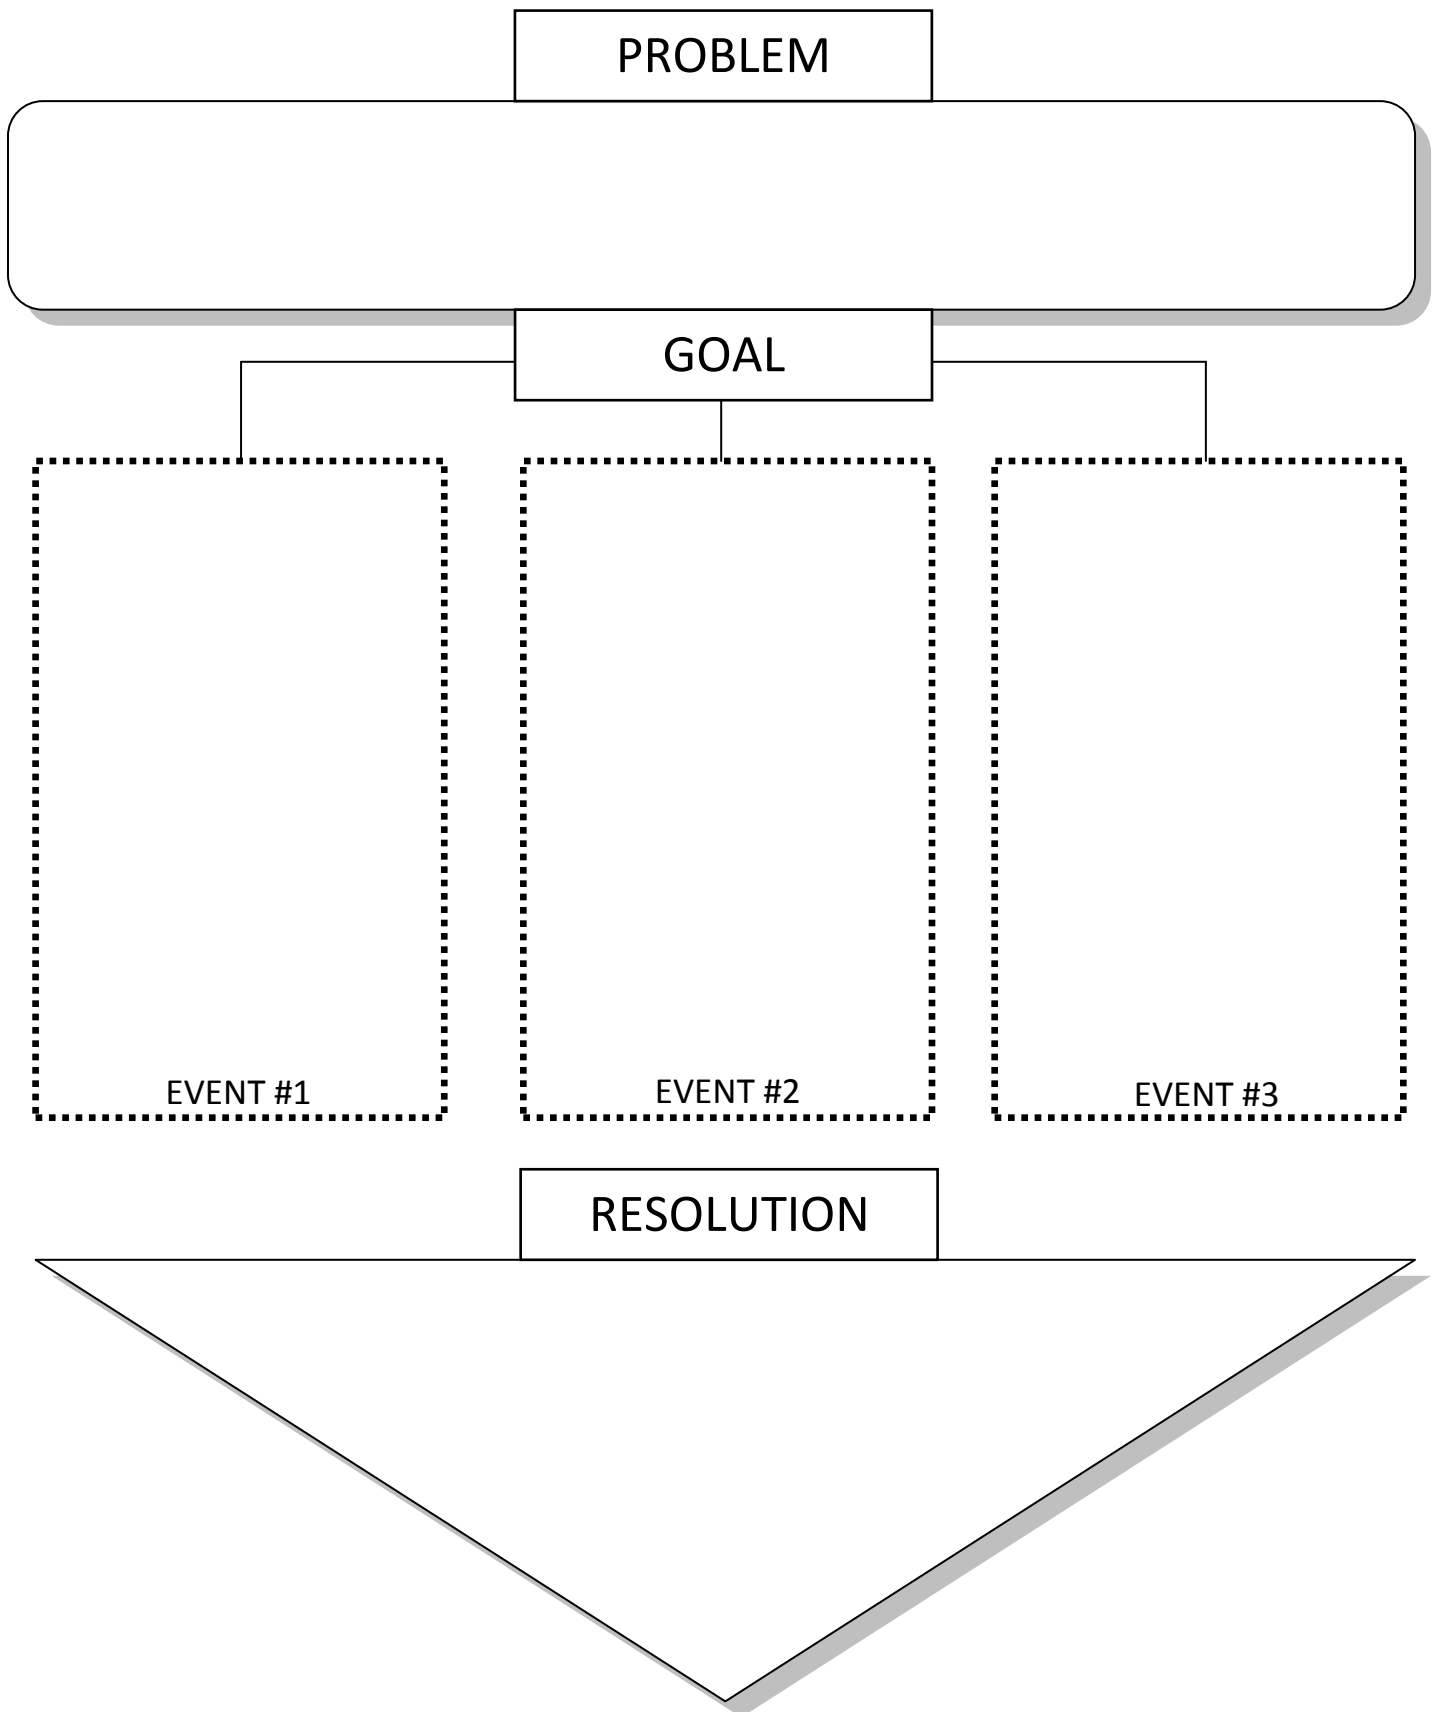 PROBLEM
GOAL
EVENT #1
EVENT #2
EVENT #3
RESOLUTION